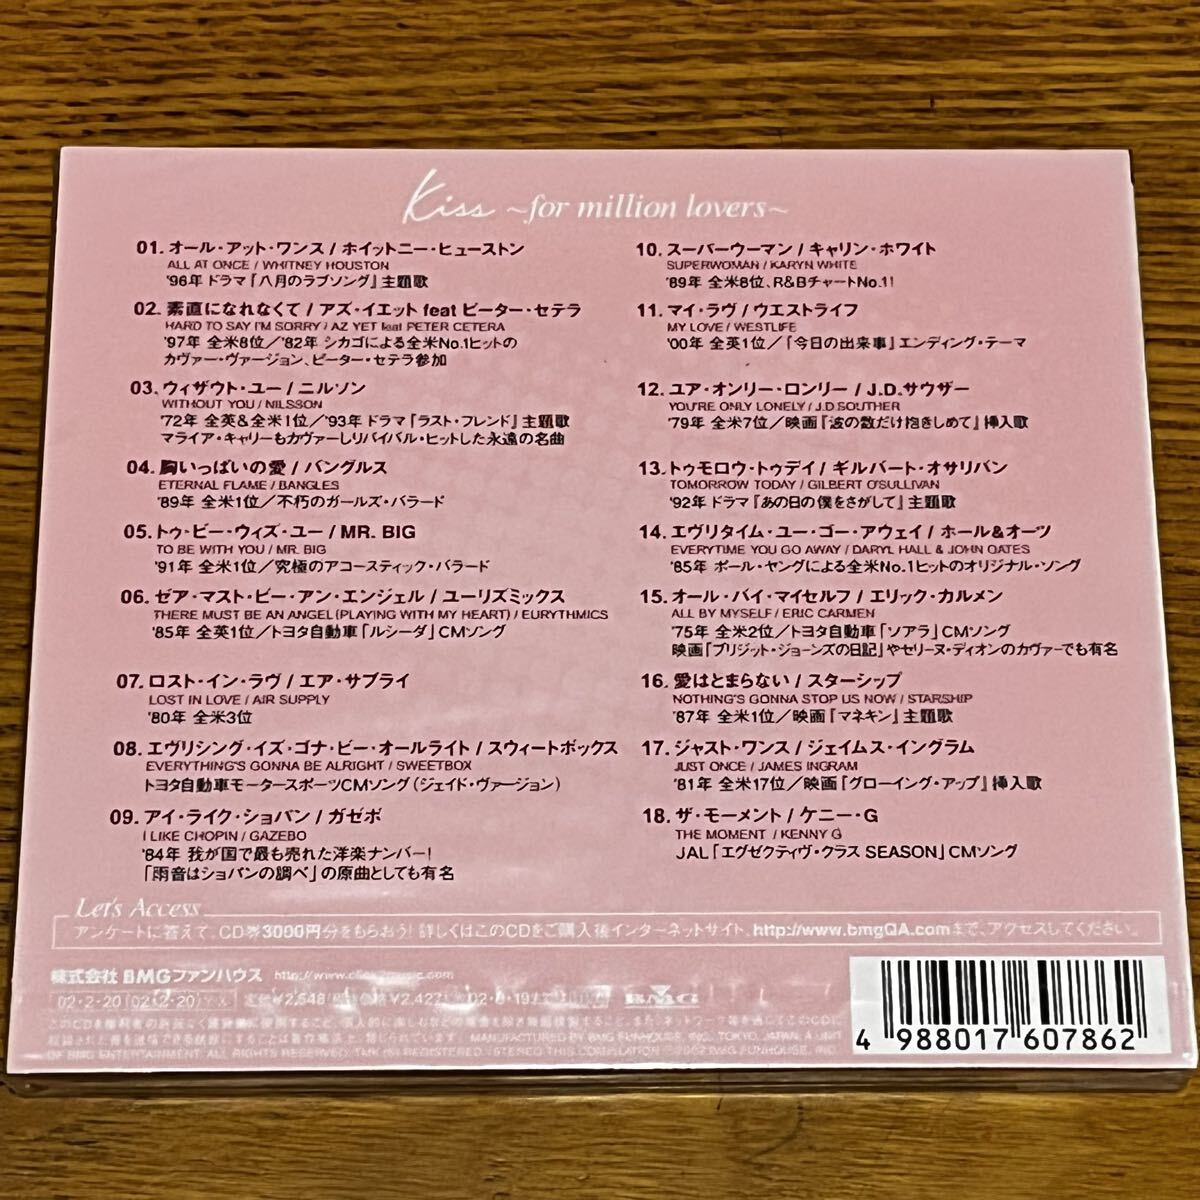 Kiss ~for million lovers~
01. オール・アット・ワンス / ホイットニー・ヒューストン
ALL AT ONCE / WHITNEY HOUSTON
'96年 ドラマ『八月のラブソング』主題歌
02. 素直になれなくて / アズ・イエット feat ピーター・セテラ
HARD TO SAY I'M SORRY / AZ YET feat PETER CETERA
'97年 全米8位／'82年 シカゴによる全米No.1ヒットの
カヴァー・ヴァージョン、ピーター・セテラ参加
03. ウィザウト・ユー / ニルソン
WITHOUT YOU / NILSSON
'72年 全英&全米1位／'93年 ドラマ『ラスト・フレンド』主題歌
マライア・キャリーもカヴァーしリバイバル・ヒットした永遠の名曲
04. 胸いっぱいの愛 / バングルス
ETERNAL FLAME / BANGLES
'89年 全米1位／不朽のガールズ・バラード
05. トゥ・ビー・ウィズ・ユー / MR. BIG
TO BE WITH YOU / MR. BIG
'91年 全米1位／究極のアコースティック・バラード
06. ゼア・マスト・ビー・アン・エンジェル / ユーリズミックス
THERE MUST BE AN ANGEL (PLAYING WITH MY HEART) / EURYTHMICS
'85年 全英1位／トヨタ自動車「ルシーダ」CMソング
07. ロスト・イン・ラヴ / エア・サプライ
LOST IN LOVE / AIR SUPPLY
'80年 全米3位
08. エヴリシング・イズ・ゴナ・ビー・オールライト / スウィートボックス
EVERYTHING'S GONNA BE ALRIGHT / SWEETBOX
トヨタ自動車モータースポーツCMソング（ジェイド・ヴァージョン）
09. アイ・ライク・ショパン / ガゼボ
I LIKE CHOPIN / GAZEBO
'84年 我が国で最も売れた洋楽ナンバー！
「雨音はショパンの調べ」の原曲としても有名
10. スーパーウーマン / キャリン・ホワイト
SUPERWOMAN / KARYN WHITE
'89年 全米8位、R&BチャートNo.1！
11. マイ・ラヴ / ウエストライフ
MY LOVE / WESTLIFE
'00年 全英1位／「今日の出来事」エンディング・テーマ
12. ユア・オンリー・ロンリー / J.D.サウザー
YOU'RE ONLY LONELY / J.D.SOUTHER
'79年 全米7位／映画『波の数だけ抱きしめて』挿入歌
13. トゥモロウ・トゥデイ / ギルバート・オサリバン
TOMORROW TODAY / GILBERT O'SULLIVAN
'92年 ドラマ『あの日の僕をさがして』主題歌
14. エヴリタイム・ユー・ゴー・アウェイ / ホール&オーツ
EVERYTIME YOU GO AWAY / DARYL HALL & JOHN OATES
'85年 ポール・ヤングによる全米No.1ヒットのオリジナル・ソング
15. オール・バイ・マイセルフ / エリック・カルメン
ALL BY MYSELF / ERIC CARMEN
'75年 全米2位／トヨタ自動車「ソアラ」CMソング
映画『ブリジット・ジョーンズの日記』やセリーヌ・ディオンのカヴァーでも有名
16. 愛はとまらない / スターシップ
NOTHING'S GONNA STOP US NOW / STARSHIP
'87年 全米1位／映画『マネキン』主題歌
17. ジャスト・ワンス / ジェイムス・イングラム
JUST ONCE / JAMES INGRAM
'81年 全米17位／映画『グローイング・アップ』挿入歌
18. ザ・モーメント / ケニー・G
THE MOMENT / KENNY G
JAL「エグゼクティヴ・クラス SEASON」CMソング
Let's Access
アンケートに答えて、CD券3000円分をもらおう！詳しくはこのCDをご購入後インターネットサイト、http://www.bmgQA.comまで、アクセスしてください。
株式会社 BMGファンハウス
02・2・20 (02・2・20) 定価¥2,548 ¥2,427 BMG
MANUFACTURED BY BMG FUNHOUSE, INC., TOKYO, JAPAN. A UNIT
OF BMG ENTERTAINMENT. ALL RIGHTS RESERVED. TMK(S) REGISTERED. STEREO THIS COMPILATION 2002 BMG FUNHOUSE, INC.
4 988017 607862